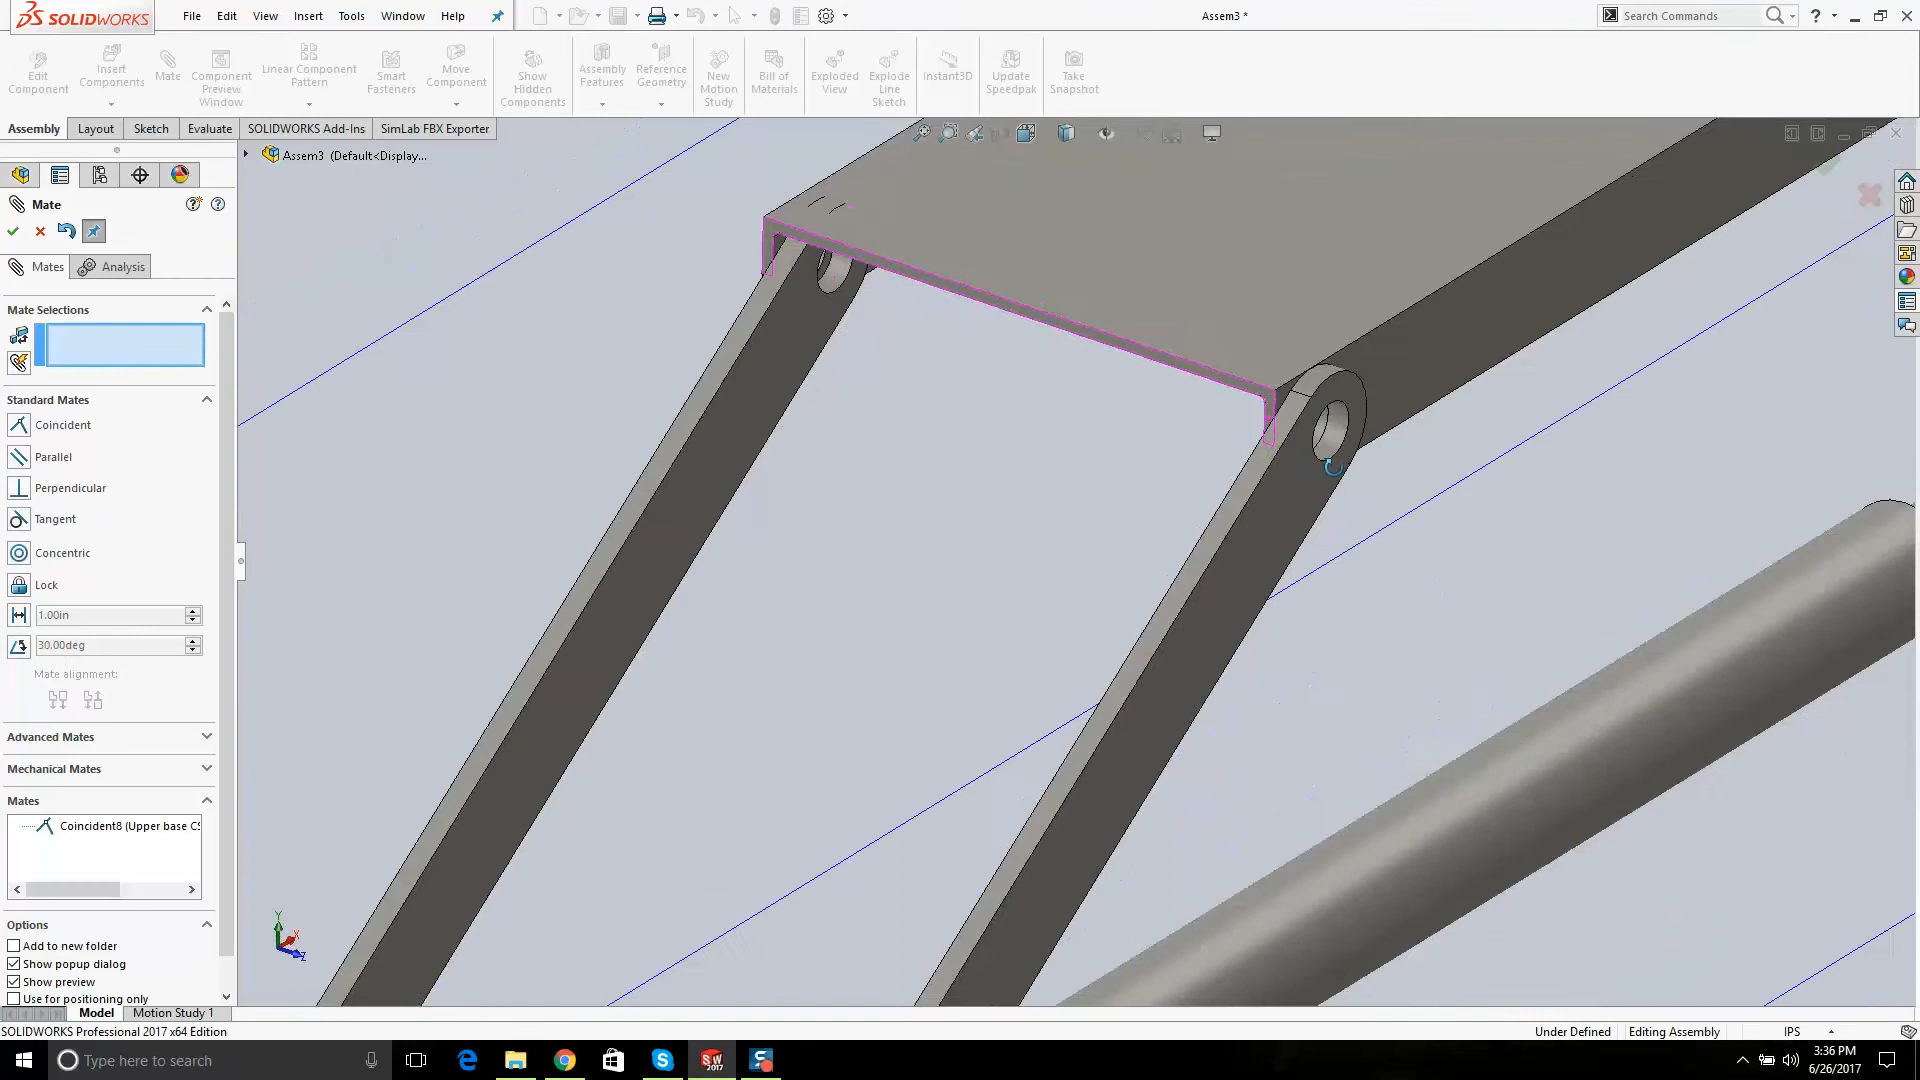 SOLIDWORKS
File Edit View Insert Tools Window Help
Assem3 *
Search Commands
Edit Component
Insert Components
Mate
Component Preview Window
Linear Component Pattern
Smart Fasteners
Move Component
Show Hidden Components
Assembly Features
Reference Geometry
New Motion Study
Bill of Materials
Exploded View
Explode Line Sketch
Instant3D
Update Speedpak
Take Snapshot
Assembly Layout Sketch Evaluate SOLIDWORKS Add-Ins SimLab FBX Exporter
Assem3 (Default<Display...
Mate
Mates Analysis
Mate Selections
Standard Mates
Coincident
Parallel
Perpendicular
Tangent
Concentric
Lock
1.00in
30.00deg
Mate alignment:
Advanced Mates
Mechanical Mates
Mates
Coincident8 (Upper base CS
Options
Add to new folder
Show popup dialog
Show preview
Use for positioning only
Y
X
Z
Model Motion Study 1
SOLIDWORKS Professional 2017 x64 Edition
Under Defined Editing Assembly IPS
Type here to search
SW 2017
S
3:36 PM
6/26/2017